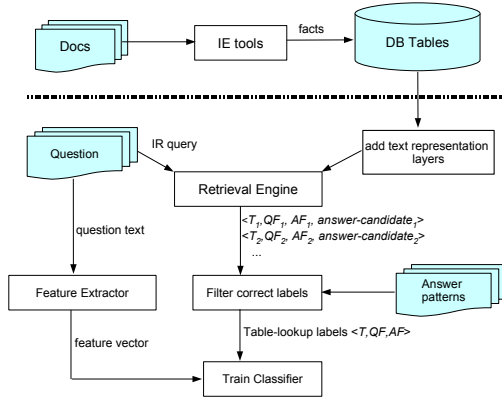 Docs
IE tools
facts
DB Tables
Question
IR query
add text representation
layers
Retrieval Engine
<T1,QF1, AF1, answer-candidate1>
<T2,QF2, AF2, answer-candidate2>
...
question text
Feature Extractor
Filter correct labels
Answer
patterns
Table-lookup labels <T,QF,AF>
feature vector
Train Classifier